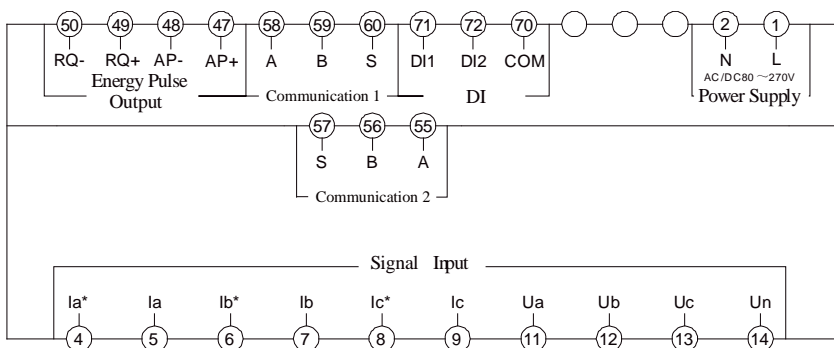 50 49 48 47 58 59 60 71 72 70 2 1
RQ- RQ+ AP- AP+ A B S DI1 DI2 COM N L
AC/DC80 ～270V
Energy Pulse
Output
Communication 1
DI
Power Supply
57 56 55
S B A
Communication 2
Signal Input
Ia* Ia Ib* Ib Ic* Ic Ua Ub Uc Un
4 5 6 7 8 9 11 12 13 14